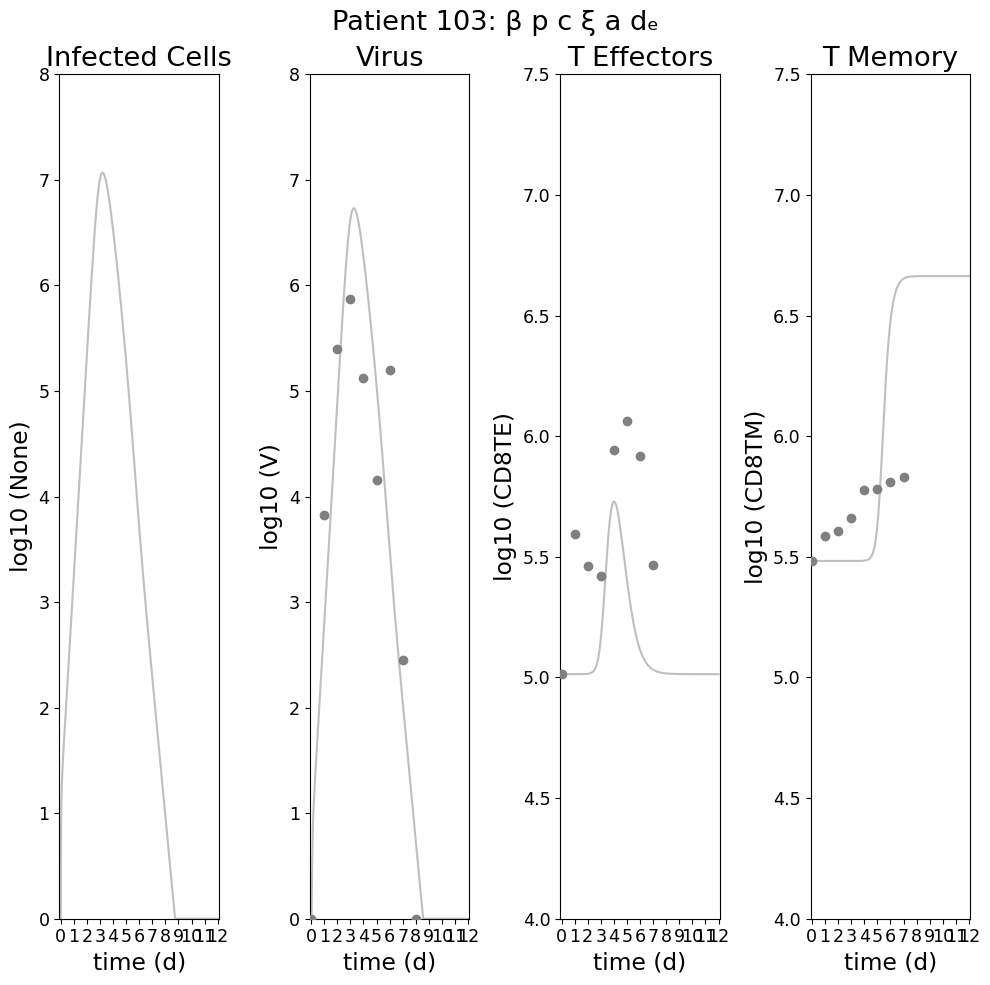 Patient 103: β p c ξ a dₑ
Infected Cells
Virus
T Effectors
T Memory
8
7
6
5
4
3
2
1
0
log10 (None)
0 1 2 3 4 5 6 7 8 9 10 11 12
time (d)
8
7
6
5
4
3
2
1
0
log10 (V)
0 1 2 3 4 5 6 7 8 9 10 11 12
time (d)
7.5
7.0
6.5
6.0
5.5
5.0
4.5
4.0
log10 (CD8TE)
0 1 2 3 4 5 6 7 8 9 10 11 12
time (d)
7.5
7.0
6.5
6.0
5.5
5.0
4.5
4.0
log10 (CD8TM)
0 1 2 3 4 5 6 7 8 9 10 11 12
time (d)